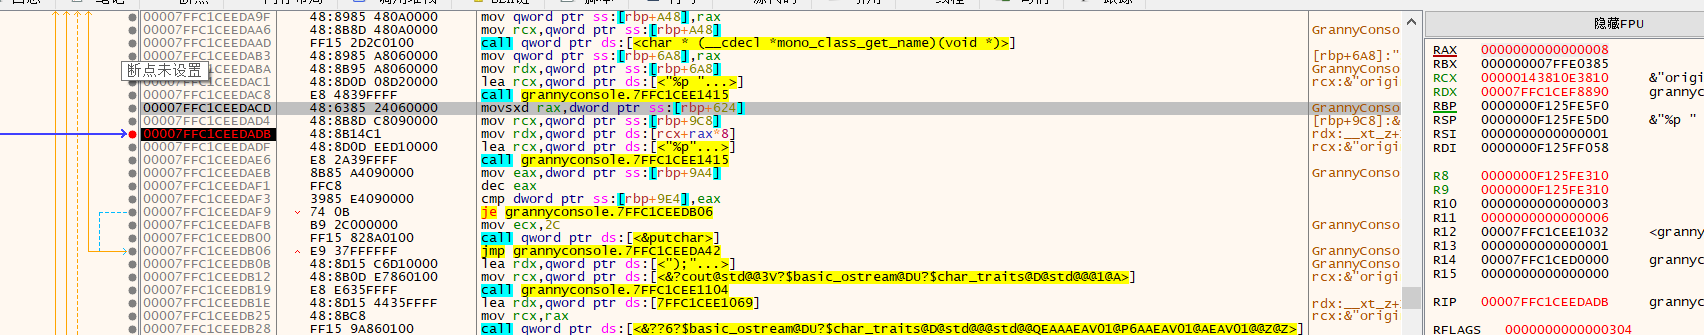 00007FFC1CEEDA9F 48:8985 480A0000 mov qword ptr ss:[rbp+A48],rax
00007FFC1CEEDAA6 48:8B8D 480A0000 mov rcx,qword ptr ss:[rbp+A48] GrannyConso
00007FFC1CEEDAAD FF15 2D2C0100 call qword ptr ds:[<char * (__cdecl *mono_class_get_name)(void *)>]
00007FFC1CEEDAB3 48:8985 A8060000 mov qword ptr ss:[rbp+6A8],rax [rbp+6A8]:"
断点未设置 EDABA 48:8B95 A8060000 mov rdx,qword ptr ss:[rbp+6A8] GrannyConso
EDAC1 48:8D0D 08D20000 lea rcx,qword ptr ds:[<"%p "...>] rcx:&"origi
00007FFC1CEEDAC8 E8 4839FFFF call grannyconsole.7FFC1CEE1415
00007FFC1CEEDACD 48:6385 24060000 movsxd rax,dword ptr ss:[rbp+624] GrannyConso
00007FFC1CEEDAD4 48:8B8D C8090000 mov rcx,qword ptr ss:[rbp+9C8] [rbp+9C8]:&
00007FFC1CEEDADB 48:8B14C1 mov rdx,qword ptr ds:[rcx+rax*8] rdx:__xt_z+
00007FFC1CEEDADF 48:8D0D EED10000 lea rcx,qword ptr ds:[<"%p"...>] rcx:&"origi
00007FFC1CEEDAE6 E8 2A39FFFF call grannyconsole.7FFC1CEE1415
00007FFC1CEEDAEB 8B85 A4090000 mov eax,dword ptr ss:[rbp+9A4] GrannyConso
00007FFC1CEEDAF1 FFC8 dec eax
00007FFC1CEEDAF3 3985 E4090000 cmp dword ptr ss:[rbp+9E4],eax
00007FFC1CEEDAF9 74 0B je grannyconsole.7FFC1CEEDB06
00007FFC1CEEDAFB B9 2C000000 mov ecx,2C GrannyConso
00007FFC1CEEDB00 FF15 828A0100 call qword ptr ds:[<&putchar>]
00007FFC1CEEDB06 E9 37FFFFFF jmp grannyconsole.7FFC1CEEDA42 GrannyConso
00007FFC1CEEDB0B 48:8D15 C6D10000 lea rdx,qword ptr ds:[<");"...>] GrannyConso
00007FFC1CEEDB12 48:8B0D E7860100 mov rcx,qword ptr ds:[<&?cout@std@@3V?$basic_ostream@DU?$char_traits@D@std@@@1@A>] rcx:&"origi
00007FFC1CEEDB19 E8 E635FFFF call grannyconsole.7FFC1CEE1104
00007FFC1CEEDB1E 48:8D15 4435FFFF lea rdx,qword ptr ds:[7FFC1CEE1069] rdx:__xt_z+
00007FFC1CEEDB25 48:8BC8 mov rcx,rax rcx:&"origi
00007FFC1CEEDB28 FF15 9A860100 call qword ptr ds:[<&??6?$basic_ostream@DU?$char_traits@D@std@@@std@@QEAAAEAV01@P6AAEAV01@AEAV01@@Z@Z>]
隐藏FPU
RAX 0000000000000008
RBX 000000007FFE0385
RCX 00000143810E3810 &"origi
RDX 00007FFC1CEF8890 grannyc
RBP 0000000F125FE5F0
RSP 0000000F125FE5D0 &"%p "
RSI 0000000000000001
RDI 0000000F125FF058
R8 0000000F125FE310
R9 0000000F125FE310
R10 0000000000000003
R11 0000000000000006
R12 00007FFC1CEE1032 <granny
R13 0000000000000001
R14 00007FFC1CED0000 grannyc
R15 0000000000000000
RIP 00007FFC1CEEDADB grannyc
RFLAGS 0000000000000304